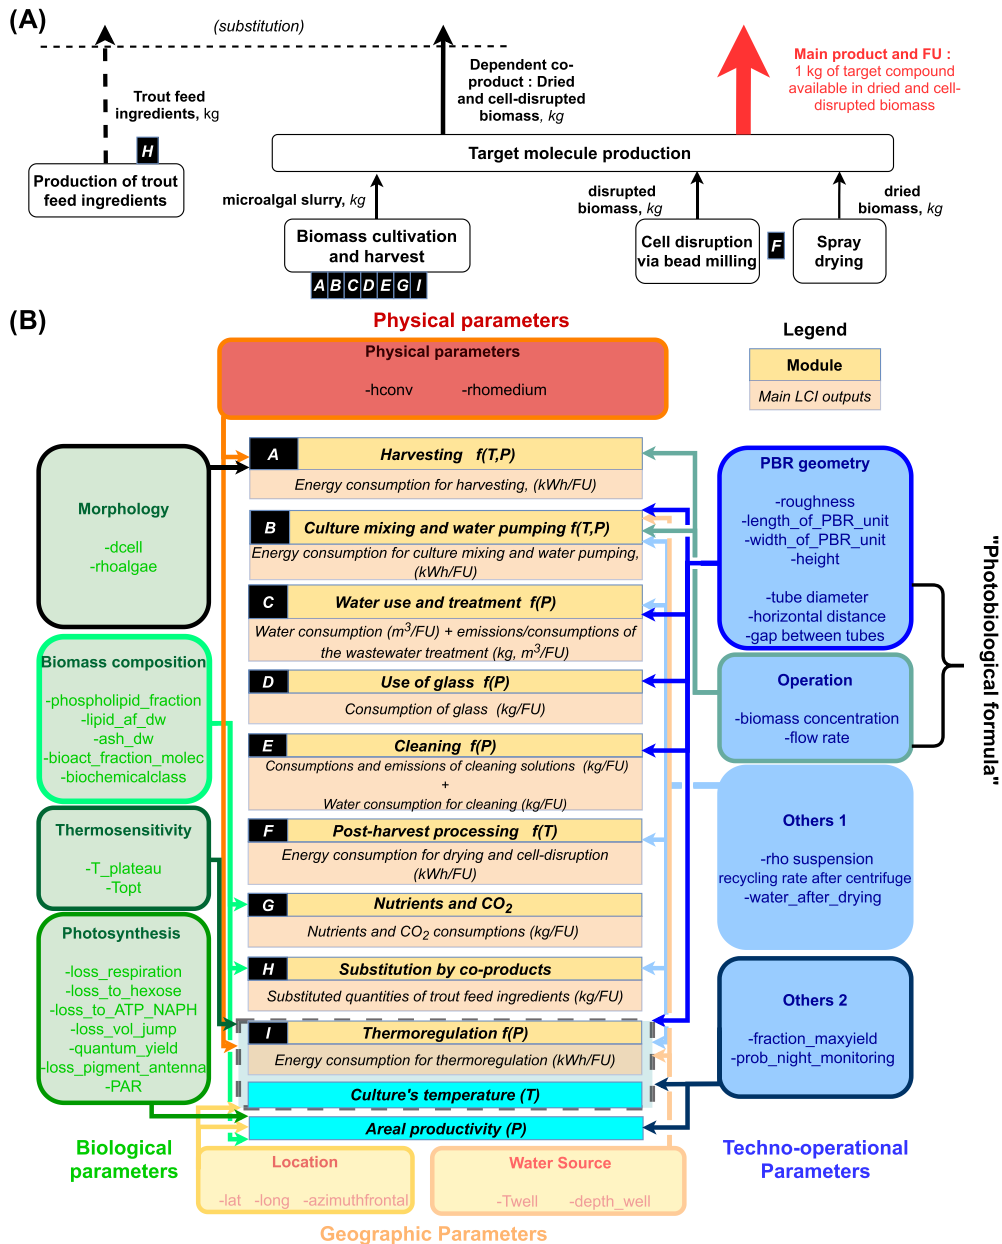 (A)
(substitution)
Trout feed
ingredients, kg
H
Production of trout
feed ingredients
Dependent co-
product : Dried
and cell-disrupted
biomass, kg
Main product and FU :
1 kg of target compound
available in dried and cell-
disrupted biomass
Target molecule production
microalgal slurry, kg
disrupted
biomass, kg
dried
biomass, kg
Biomass cultivation
and harvest
A B C D E G I
Cell disruption
via bead milling
F
Spray
drying
(B)
Physical parameters
Physical parameters
-hconv -rhomedium
Legend
Module
Main LCI outputs
Morphology
-dcell
-rhoalgae
Biomass composition
-phospholipid_fraction
-lipid_af_dw
-ash_dw
-bioact_fraction_molec
-biochemicalclass
Thermosensitivity
-T_plateau
-Topt
Photosynthesis
-loss_respiration
-loss_to_hexose
-loss_to_ATP_NAPH
-loss_vol_jump
-quantum_yield
-loss_pigment_antenna
-PAR
Biological
parameters
A Harvesting f(T,P)
Energy consumption for harvesting, (kWh/FU)
B Culture mixing and water pumping f(T,P)
Energy consumption for culture mixing and water pumping,
(kWh/FU)
C Water use and treatment f(P)
Water consumption (m3/FU) + emissions/consumptions of
the wastewater treatment (kg, m3/FU)
D Use of glass f(P)
Consumption of glass (kg/FU)
E Cleaning f(P)
Consumptions and emissions of cleaning solutions (kg/FU)
+
Water consumption for cleaning (kg/FU)
F Post-harvest processing f(T)
Energy consumption for drying and cell-disruption
(kWh/FU)
G Nutrients and CO2
Nutrients and CO2 consumptions (kg/FU)
H Substitution by co-products
Substituted quantities of trout feed ingredients (kg/FU)
I Thermoregulation f(P)
Energy consumption for thermoregulation (kWh/FU)
Culture's temperature (T)
Areal productivity (P)
PBR geometry
-roughness
-length_of_PBR_unit
-width_of_PBR_unit
-height
-tube diameter
-horizontal distance
-gap between tubes
Operation
-biomass concentration
-flow rate
"Photobiological formula"
Others 1
-rho suspension
recycling rate after centrifuge
-water_after_drying
Others 2
-fraction_maxyield
-prob_night_monitoring
Techno-operational
Parameters
Location
-lat -long -azimuthfrontal
Water Source
-Twell -depth_well
Geographic Parameters